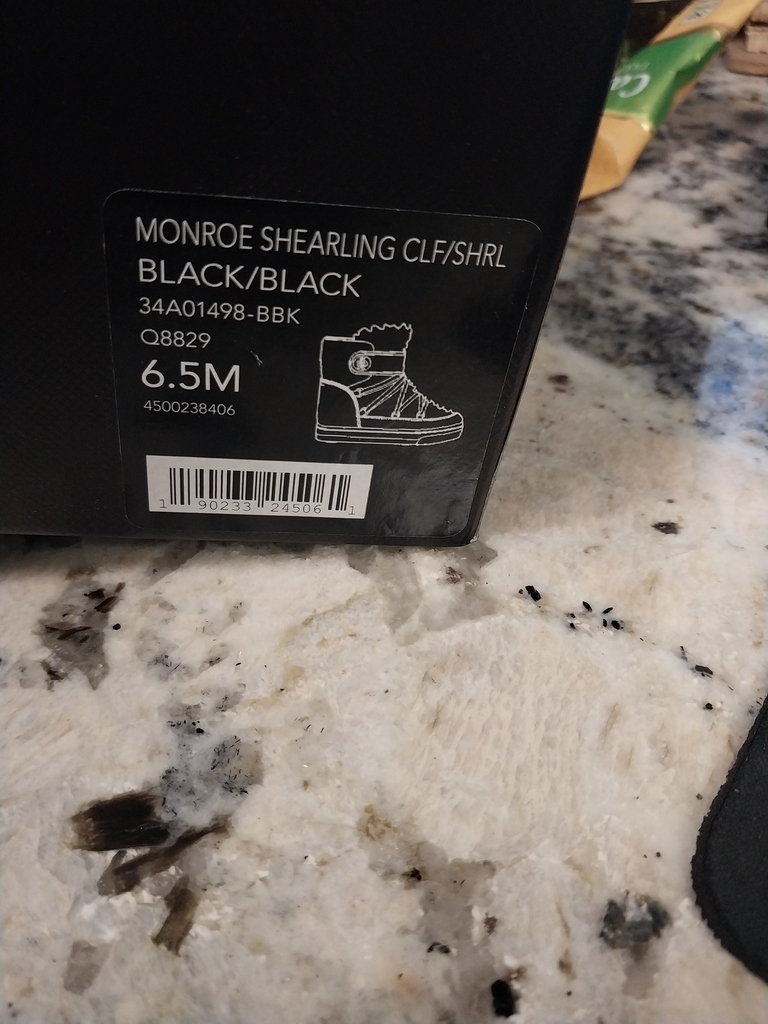 MONROE SHEARLING CLF/SHRL
BLACK/BLACK
34A01498-BBK
Q8829
6.5M
4500238406
1 90233 24506 1